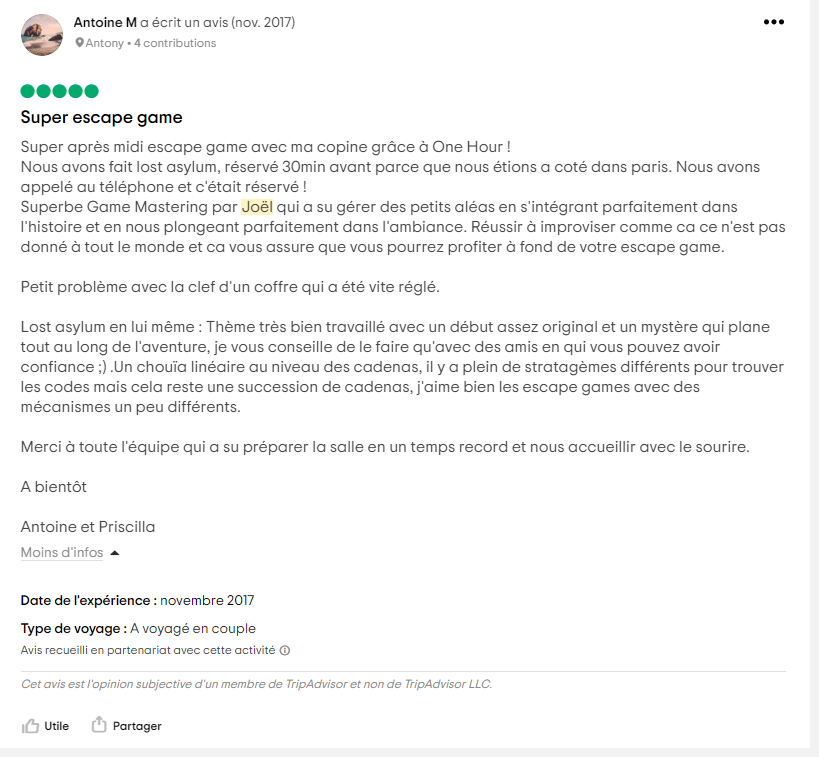 Antoine M a écrit un avis (nov. 2017)
Antony • 4 contributions
Super escape game
Super après midi escape game avec ma copine grâce à One Hour !
Nous avons fait lost asylum, réservé 30min avant parce que nous étions a coté dans paris. Nous avons
appelé au téléphone et c'était réservé !
Superbe Game Mastering par Joël qui a su gérer des petits aléas en s'intégrant parfaitement dans
l'histoire et en nous plongeant parfaitement dans l'ambiance. Réussir à improviser comme ca ce n'est pas
donné à tout le monde et ca vous assure que vous pourrez profiter à fond de votre escape game.
Petit problème avec la clef d'un coffre qui a été vite réglé.
Lost asylum en lui même : Thème très bien travaillé avec un début assez original et un mystère qui plane
tout au long de l'aventure, je vous conseille de le faire qu'avec des amis en qui vous pouvez avoir
confiance ;) .Un chouïa linéaire au niveau des cadenas, il y a plein de stratagèmes différents pour trouver
les codes mais cela reste une succession de cadenas, j'aime bien les escape games avec des
mécanismes un peu différents.
Merci à toute l'équipe qui a su préparer la salle en un temps record et nous accueillir avec le sourire.
A bientôt
Antoine et Priscilla
Moins d'infos
Date de l'expérience : novembre 2017
Type de voyage : A voyagé en couple
Avis recueilli en partenariat avec cette activité
Cet avis est l'opinion subjective d'un membre de TripAdvisor et non de TripAdvisor LLC.
Utile Partager